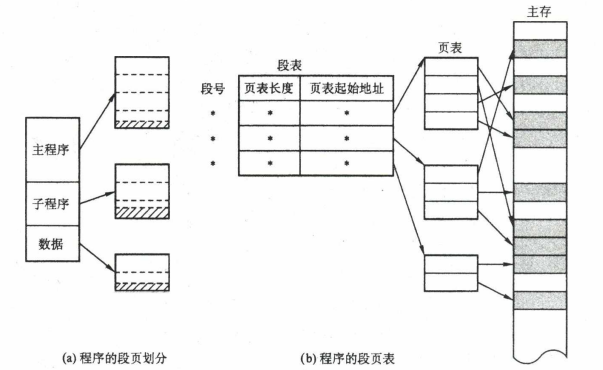 主程序
子程序
数据
(a) 程序的段页划分
段表
段号 页表长度 页表起始地址
* * *
* * *
* * *
页表
主存
(b) 程序的段页表